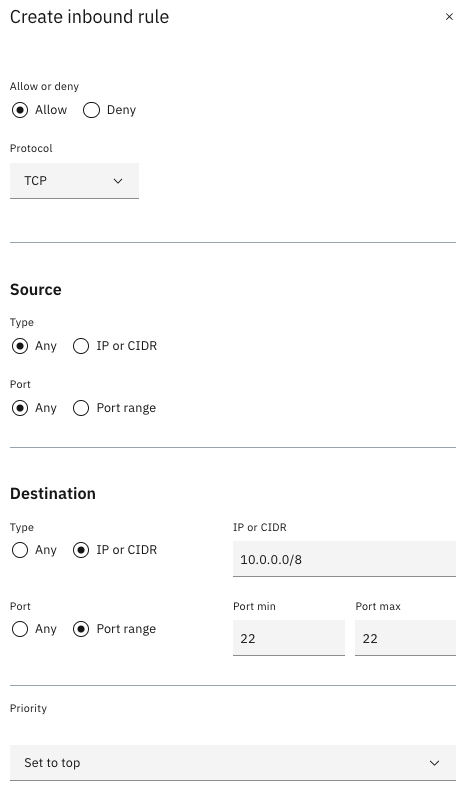 Create inbound rule
Allow or deny
Allow Deny
Protocol
TCP
Source
Type
Any IP or CIDR
Port
Any Port range
Destination
Type IP or CIDR
Any IP or CIDR
10.0.0.0/8
Port Port min Port max
Any Port range
22 22
Priority
Set to top